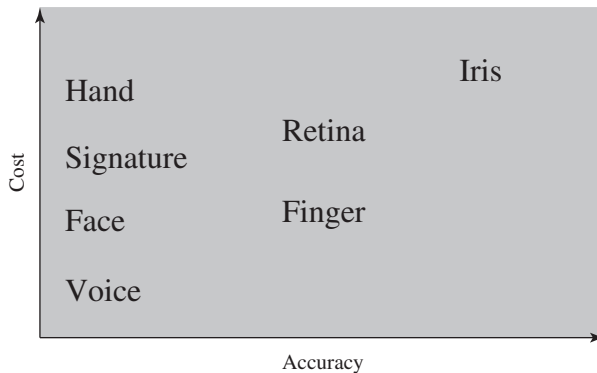 Iris
Hand
Retina
Signature
Finger
Face
Voice
Cost
Accuracy